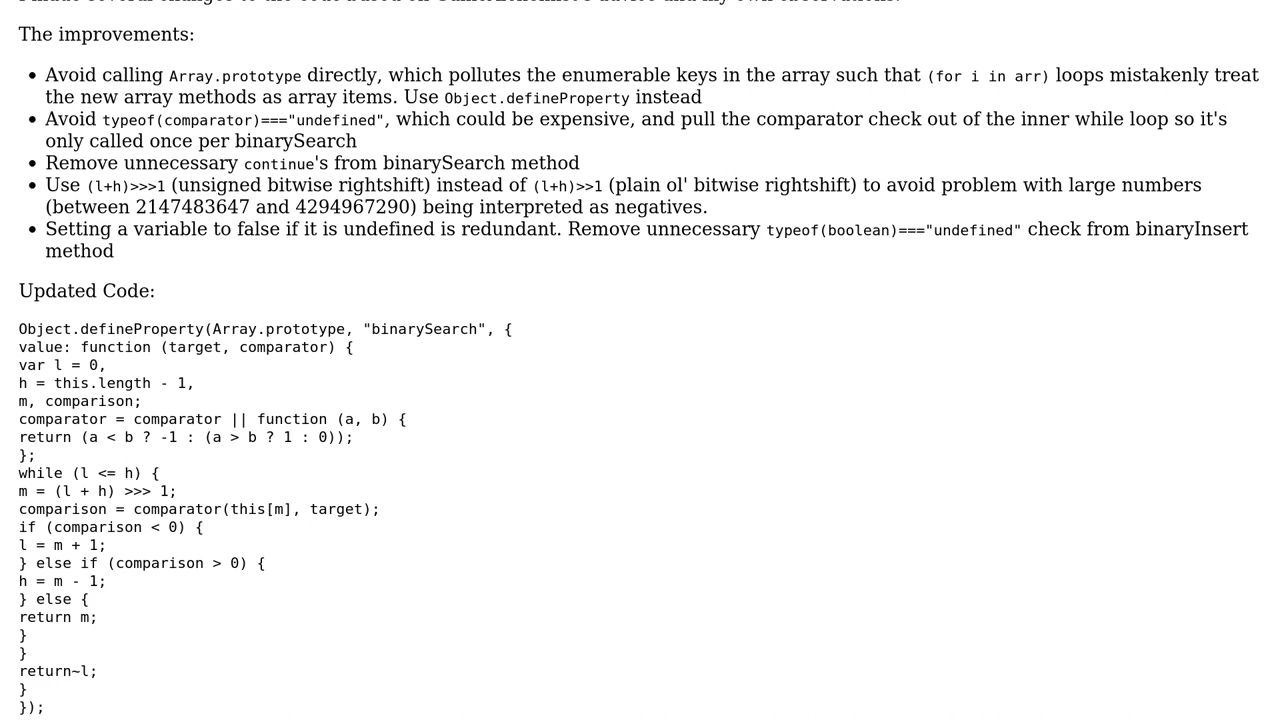 The improvements:
• Avoid calling Array.prototype directly, which pollutes the enumerable keys in the array such that (for i in arr) loops mistakenly treat
the new array methods as array items. Use Object.defineProperty instead
• Avoid typeof(comparator)==="undefined", which could be expensive, and pull the comparator check out of the inner while loop so it's
only called once per binarySearch
• Remove unnecessary continue's from binarySearch method
• Use (l+h)>>>1 (unsigned bitwise rightshift) instead of (l+h)>>1 (plain ol' bitwise rightshift) to avoid problem with large numbers
(between 2147483647 and 4294967290) being interpreted as negatives.
• Setting a variable to false if it is undefined is redundant. Remove unnecessary typeof(boolean)==="undefined" check from binaryInsert
method
Updated Code:
Object.defineProperty(Array.prototype, "binarySearch", {
value: function (target, comparator) {
var l = 0,
h = this.length - 1,
m, comparison;
comparator = comparator || function (a, b) {
return (a < b ? -1 : (a > b ? 1 : 0));
};
while (l <= h) {
m = (l + h) >>> 1;
comparison = comparator(this[m], target);
if (comparison < 0) {
l = m + 1;
} else if (comparison > 0) {
h = m - 1;
} else {
return m;
}
}
return~l;
}
});